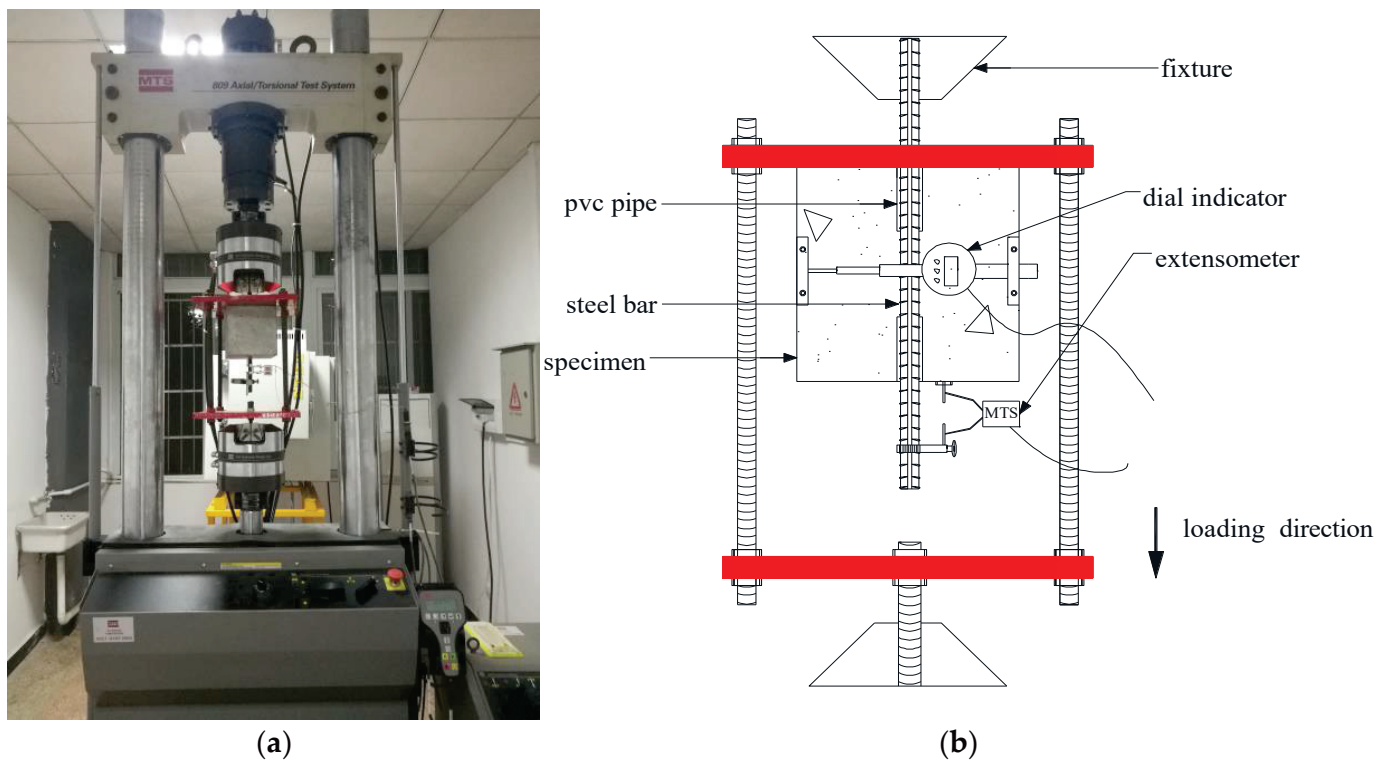 MTS
809 Axial/Torsional Test System
fixture
pvc pipe
dial indicator
extensometer
steel bar
specimen
MTS
loading direction
(a)
(b)